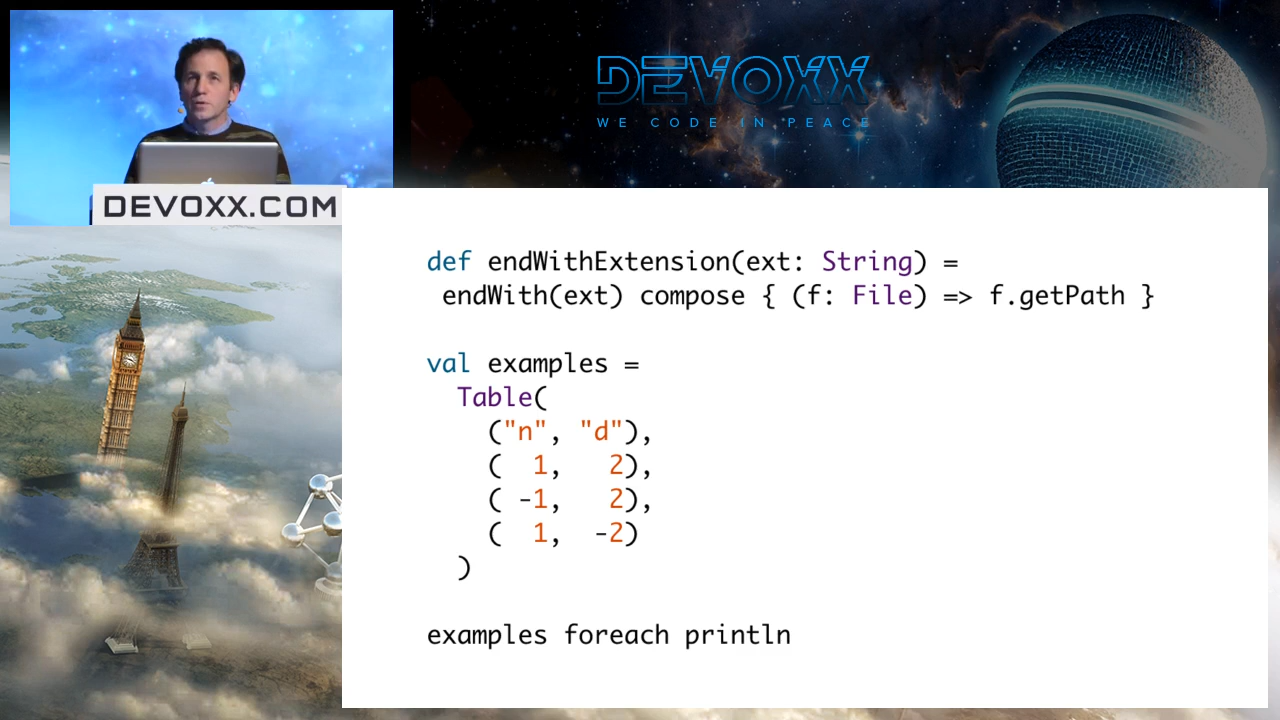 DEVOXX
WE CODE IN PEACE
DEVOXX.COM
def endWithExtension(ext: String) =
 endWith(ext) compose { (f: File) => f.getPath }
val examples =
  Table(
    ("n", "d"),
    (  1,   2),
    ( -1,   2),
    (  1,  -2)
  )
examples foreach println